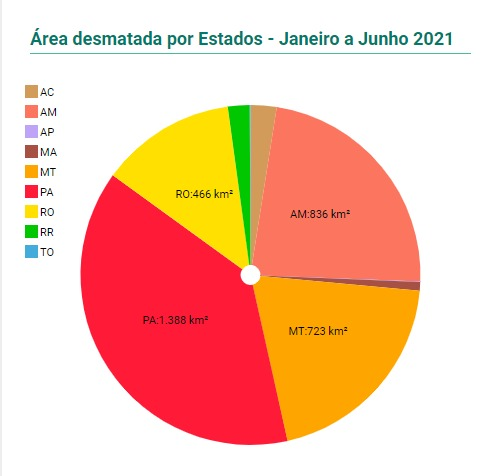 Área desmatada por Estados - Janeiro a Junho 2021
AC
AM
AP
MA
MT
PA
RO
RR
TO
RO:466 km²
AM:836 km²
PA:1.388 km²
MT:723 km²